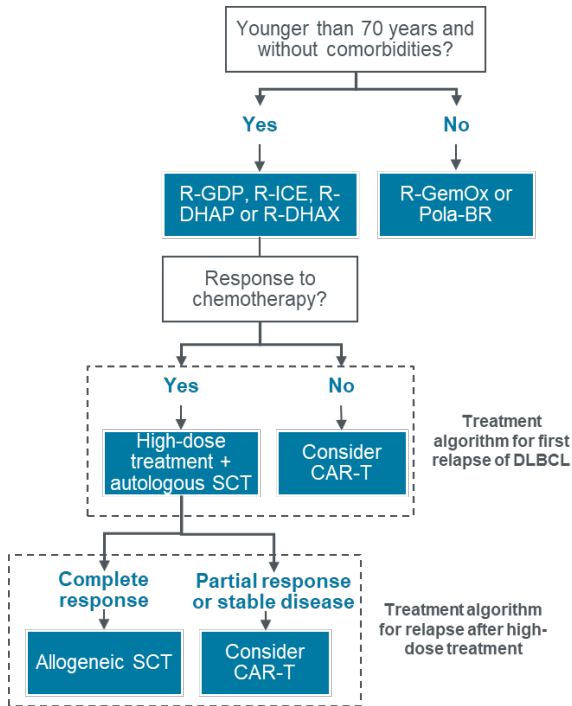 Younger than 70 years and
without comorbidities?
Yes
No
R-GDP, R-ICE, R-
DHAP or R-DHAX
R-GemOx or
Pola-BR
Response to
chemotherapy?
Yes
No
High-dose
treatment +
autologous SCT
Consider
CAR-T
Treatment
algorithm for first
relapse of DLBCL
Complete
response
Partial response
or stable disease
Allogeneic SCT
Consider
CAR-T
Treatment algorithm
for relapse after high-
dose treatment